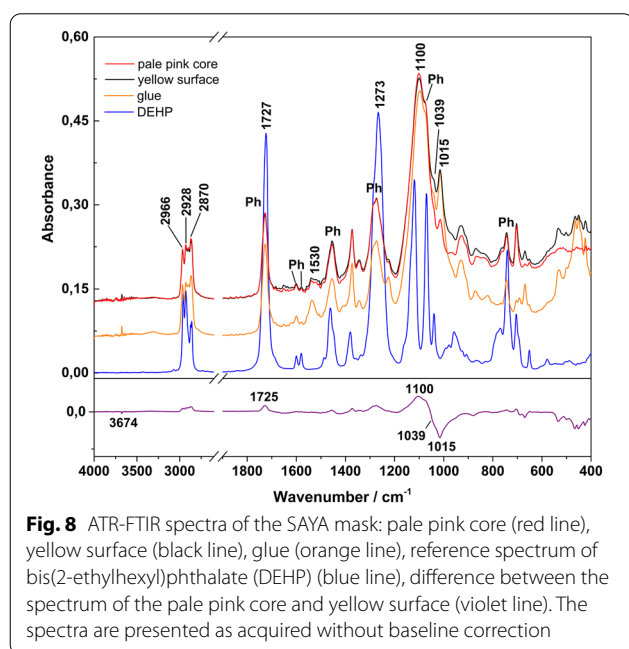 0,60
0,45
0,30
0,15
0,00
0,0
Absorbance
pale pink core
yellow surface
glue
DEHP
2966
2928
2870
Ph
1727
Ph
1530
Ph
1273
1100
Ph
1039
1015
Ph
3674
1725
1100
1039
1015
4000 3500 3000 1800 1600 1400 1200 1000 800 600 400
Wavenumber / cm-1
Fig. 8 ATR-FTIR spectra of the SAYA mask: pale pink core (red line),
yellow surface (black line), glue (orange line), reference spectrum of
bis(2-ethylhexyl)phthalate (DEHP) (blue line), difference between the
spectrum of the pale pink core and yellow surface (violet line). The
spectra are presented as acquired without baseline correction